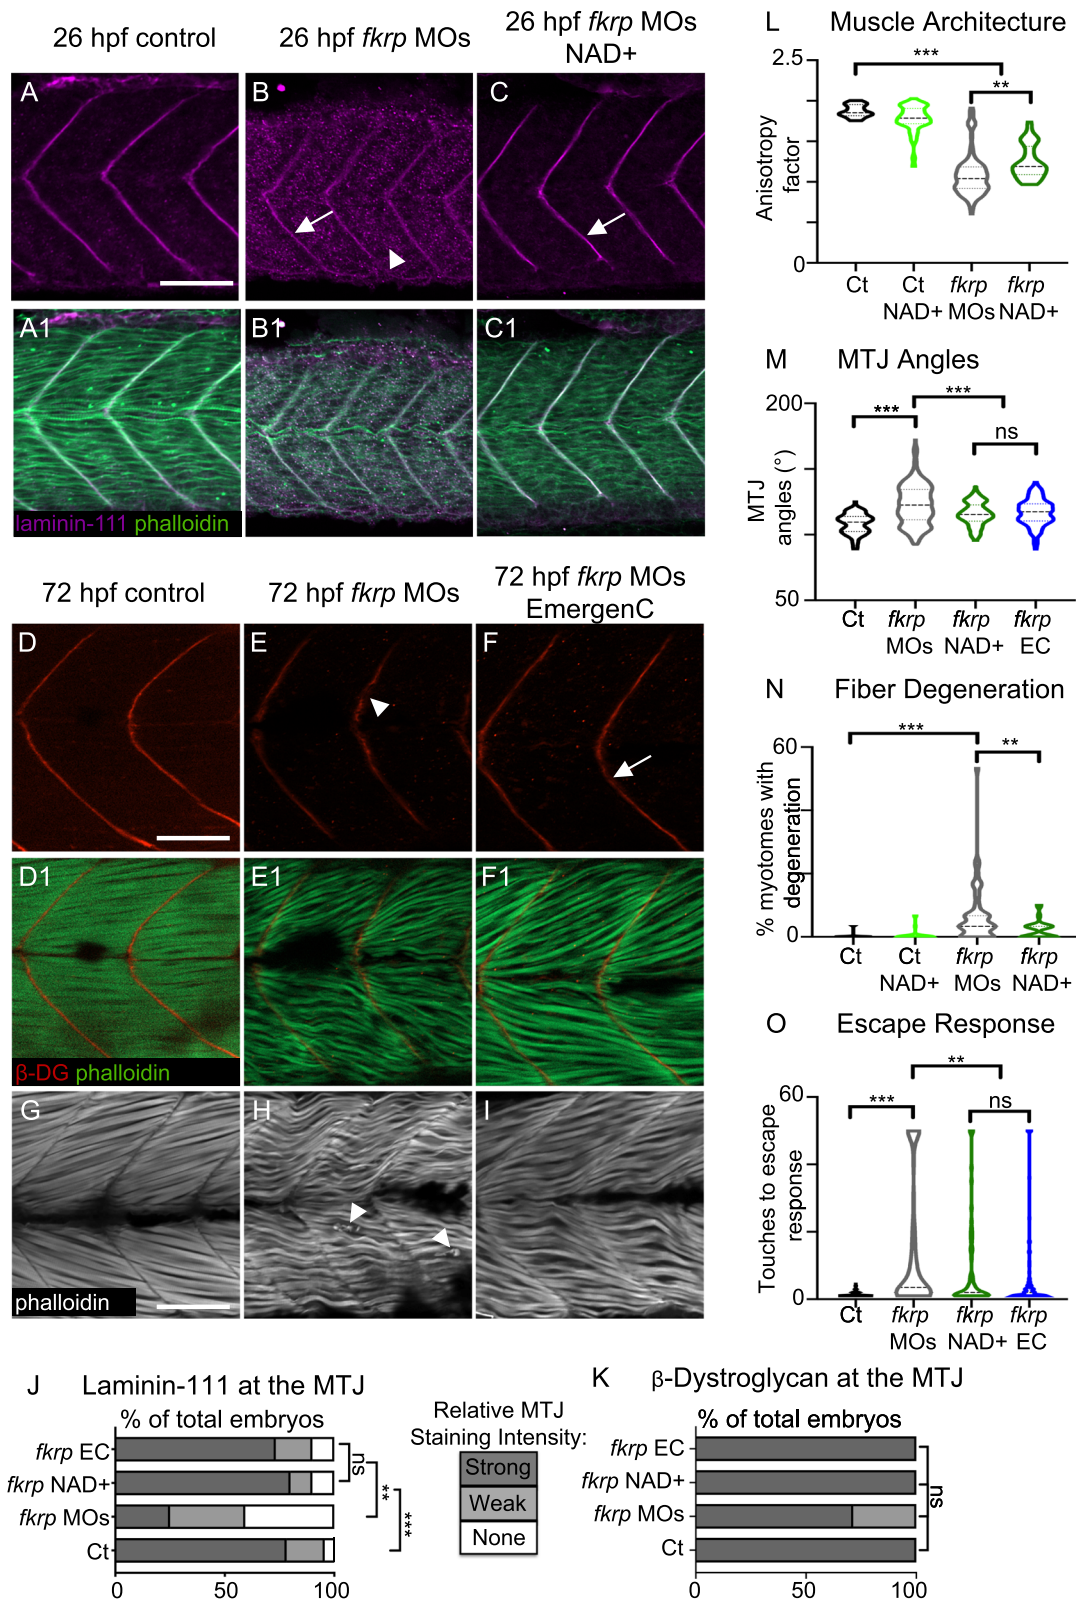 26 hpf control
26 hpf fkrp MOs
26 hpf fkrp MOs
NAD+
A
B
C
A1
B1
C1
laminin-111 phalloidin
72 hpf control
72 hpf fkrp MOs
72 hpf fkrp MOs
EmergenC
D
E
F
D1
E1
F1
β-DG phalloidin
G
H
I
phalloidin
J Laminin-111 at the MTJ
% of total embryos
fkrp EC
fkrp NAD+
fkrp MOs
Ct
0 50 100
ns
**
***
Relative MTJ
Staining Intensity:
Strong
Weak
None
K β-Dystroglycan at the MTJ
% of total embryos
fkrp EC
fkrp NAD+
fkrp MOs
Ct
0 50 100
ns
L Muscle Architecture
2.5
0
Anisotropy
factor
***
**
Ct Ct fkrp fkrp
NAD+ MOs NAD+
M MTJ Angles
200
50
MTJ
angles (°)
***
***
ns
Ct fkrp fkrp fkrp
MOs NAD+ EC
N Fiber Degeneration
60
0
% myotomes with
degeneration
***
**
Ct Ct fkrp fkrp
NAD+ MOs NAD+
O Escape Response
60
0
Touches to escape
response
***
**
ns
Ct fkrp fkrp fkrp
MOs NAD+ EC